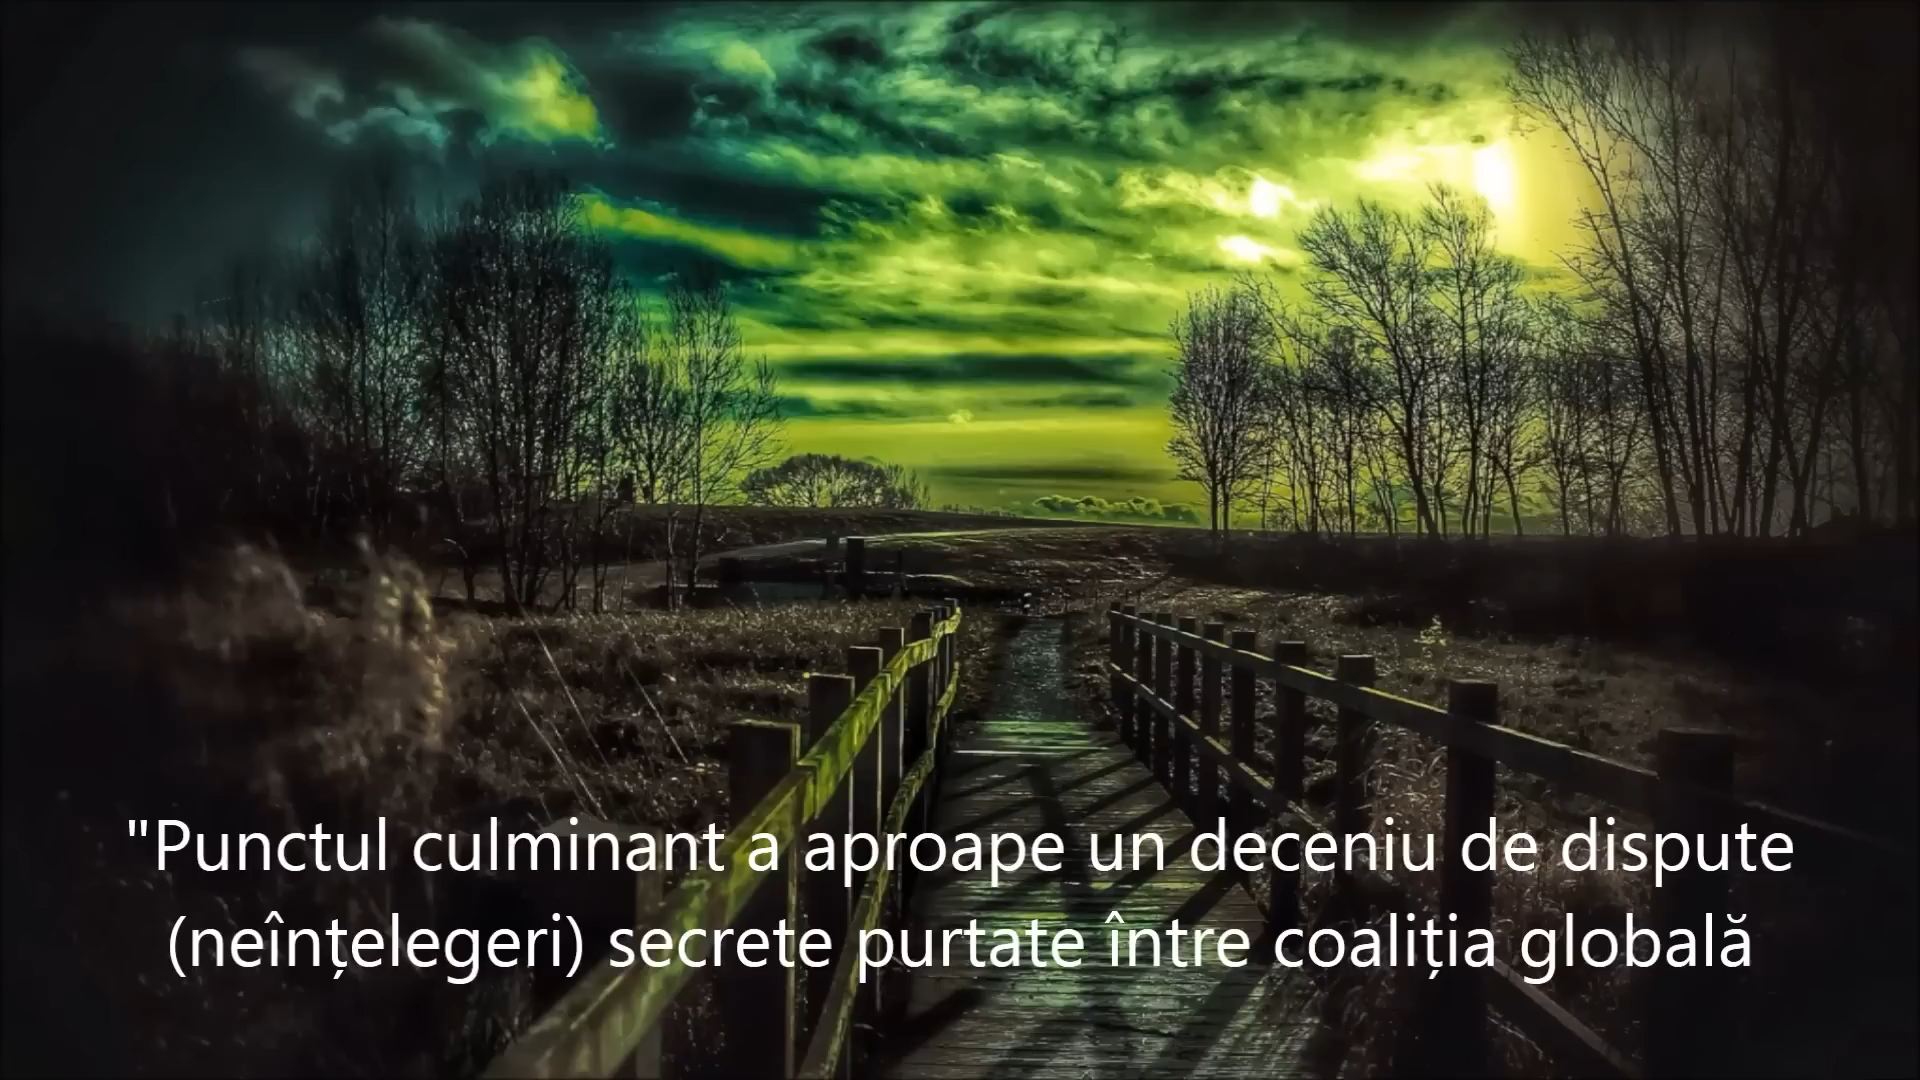 "Punctul culminant a aproape un deceniu de dispute
(neînțelegeri) secrete purtate între coaliția globală